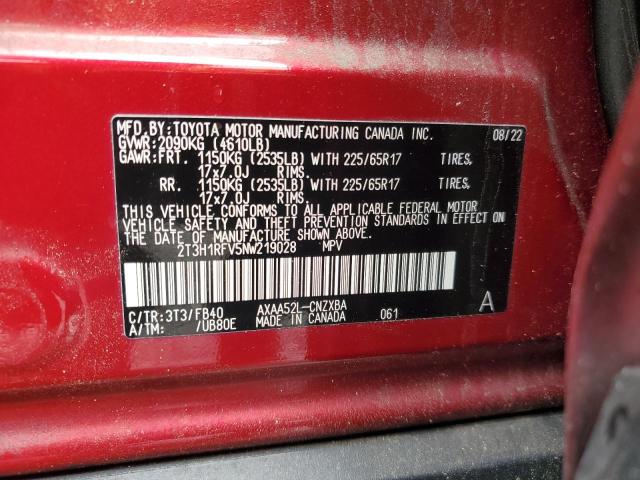 MFD.BY:TOYOTA MOTOR MANUFACTURING CANADA INC. 08/22
GVWR:2090KG (4610LB)
GAWR:FRT. 1150KG (2535LB) WITH 225/65R17 TIRES,
17x7.0J RIMS.
RR. 1150KG (2535LB) WITH 225/65R17 TIRES,
17x7.0J RIMS.
THIS VEHICLE CONFORMS TO ALL APPLICABLE FEDERAL MOTOR
VEHICLE SAFETY AND THEFT PREVENTION STANDARDS IN EFFECT ON
THE DATE OF MANUFACTURE SHOWN ABOVE.
2T3H1RFV5NW219028 MPV
C/TR:3T3/FB40 AXAA52L-CNZXBA A
A/TM: /UB80E MADE IN CANADA 061